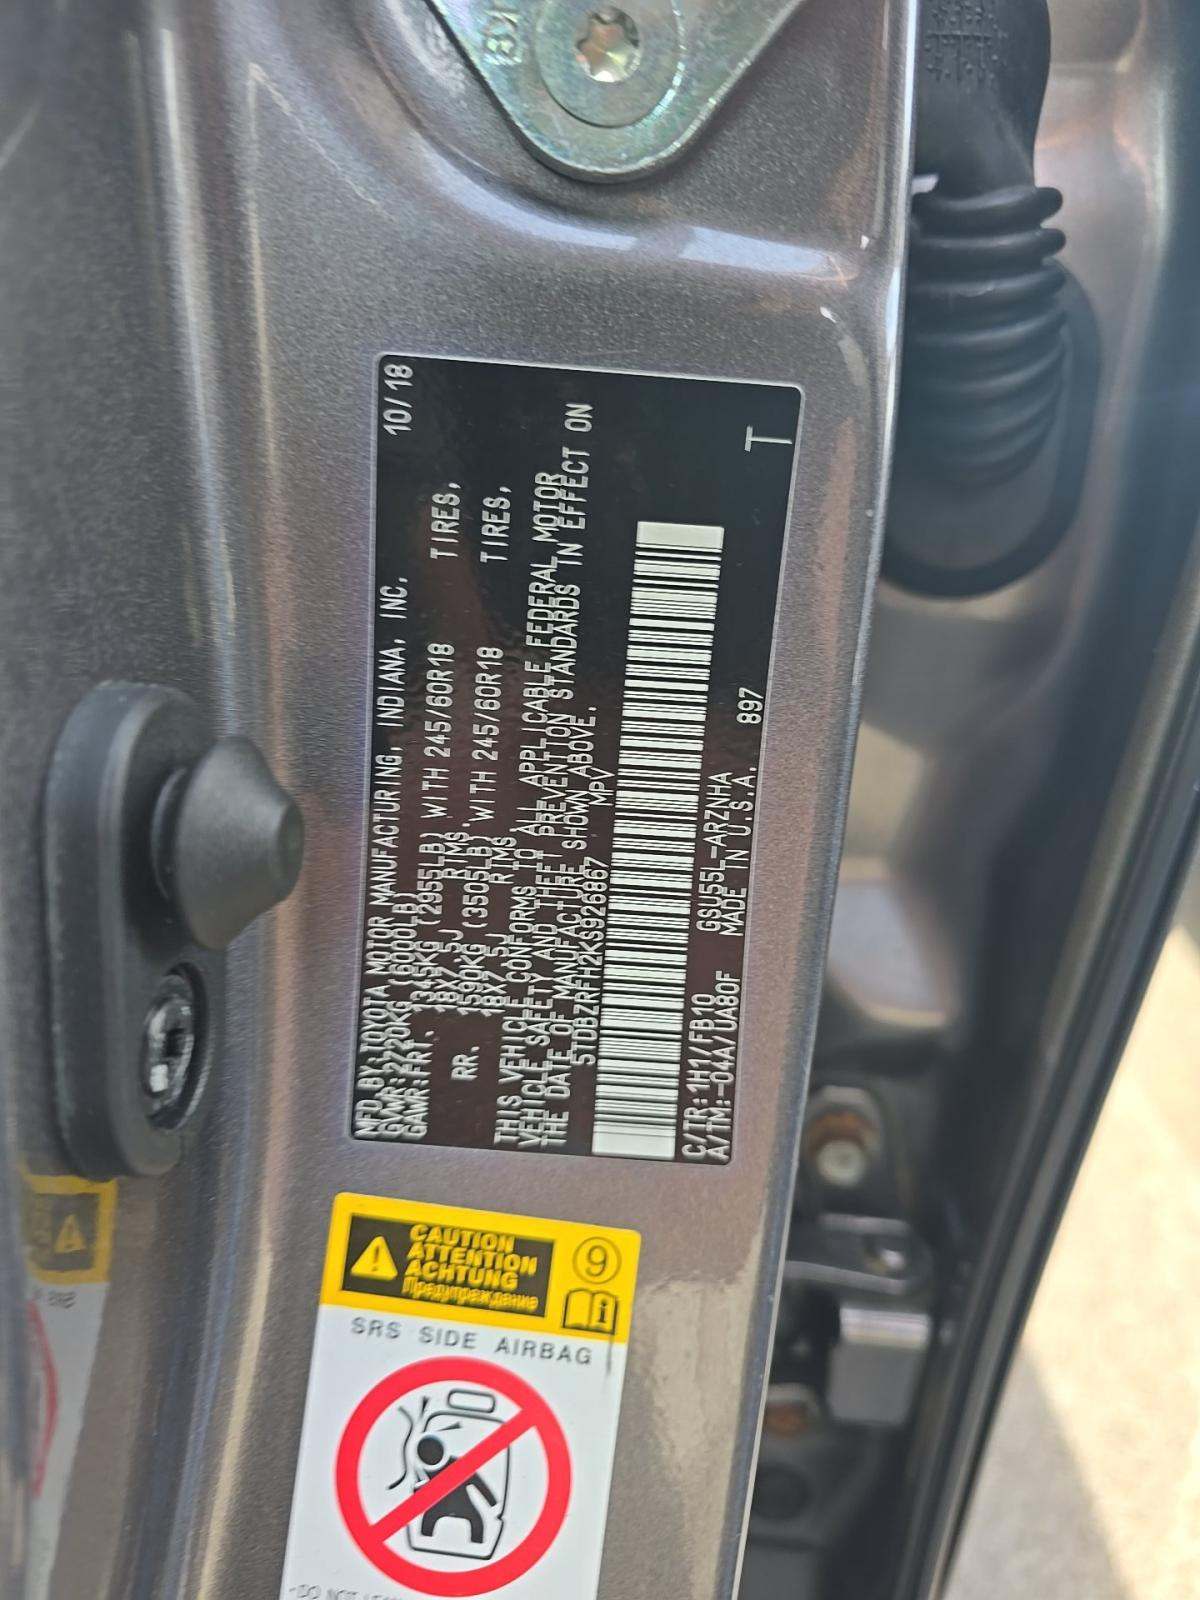 MFD.BY:TOYOTA MOTOR MANUFACTURING, INDIANA, INC. 10/18
GVWR:2720KG (6000LB)
GAWR:FRT. 1345KG (2955LB) WITH 245/60R18 TIRES,
18X7.5J RIMS.
RR. 1590KG (3505LB) WITH 245/60R18 TIRES,
18X7.5J RIMS
THIS VEHICLE CONFORMS TO ALL APPLICABLE FEDERAL MOTOR
VEHICLE SAFETY AND THEFT PREVENTION STANDARDS IN EFFECT ON
THE DATE OF MANUFACTURE SHOWN ABOVE.
5TDBZRFH2KS926867 MPV
C/TR:1H1/FB10 GSU55L-ARZNHA 897
A/TM:-04A/UA80F MADE IN U.S.A.
T
CAUTION
ATTENTION
ACHTUNG
Предупреждение
9
i
SRS SIDE AIRBAG
-DO NOT